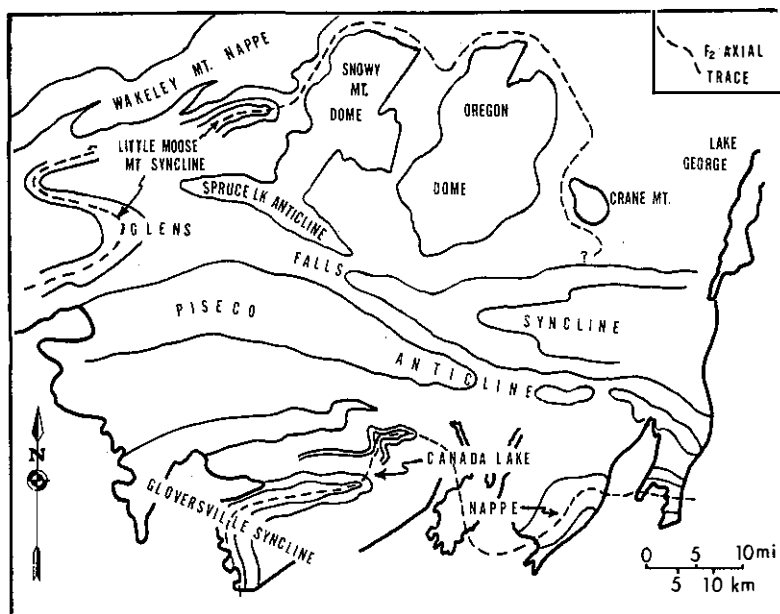 F₂ AXIAL
TRACE
WAKELEY MT. NAPPE
SNOWY
MT.
DOME
OREGON
DOME
LITTLE MOOSE
MT SYNCLINE
LAKE
GEORGE
SPRUCE LK ANTICLINE
CRANE MT.
GLENS
FALLS
SYNCLINE
?
PISECO
ANTICLINE
N
CANADA LAKE
NAPPE
GLOVERSVILLE SYNCLINE
0 5 10mi
5 10 km